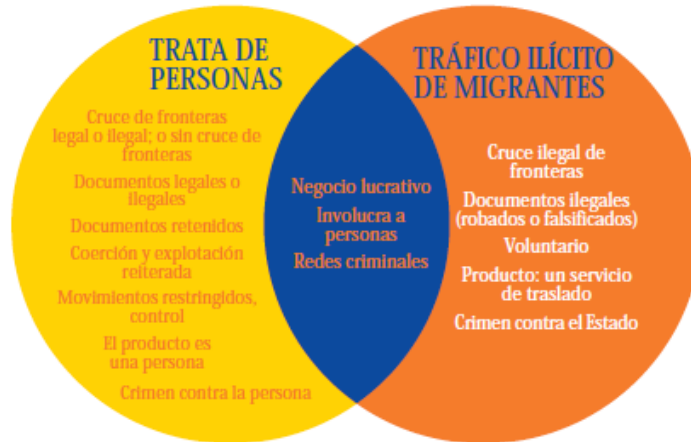 TRATA DE
PERSONAS
Cruce de fronteras
legal o ilegal; o sin cruce de
fronteras
Documentos legales o
ilegales
Documentos retenidos
Coerción y explotación
reiterada
Movimientos restringidos,
control
El producto es
una persona
Crimen contra la persona
Negocio lucrativo
Involucra a
personas
Redes criminales
TRÁFICO ILÍCITO
DE MIGRANTES
Cruce ilegal de
fronteras
Documentos ilegales
(robados o falsificados)
Voluntario
Producto: un servicio
de traslado
Crimen contra el Estado